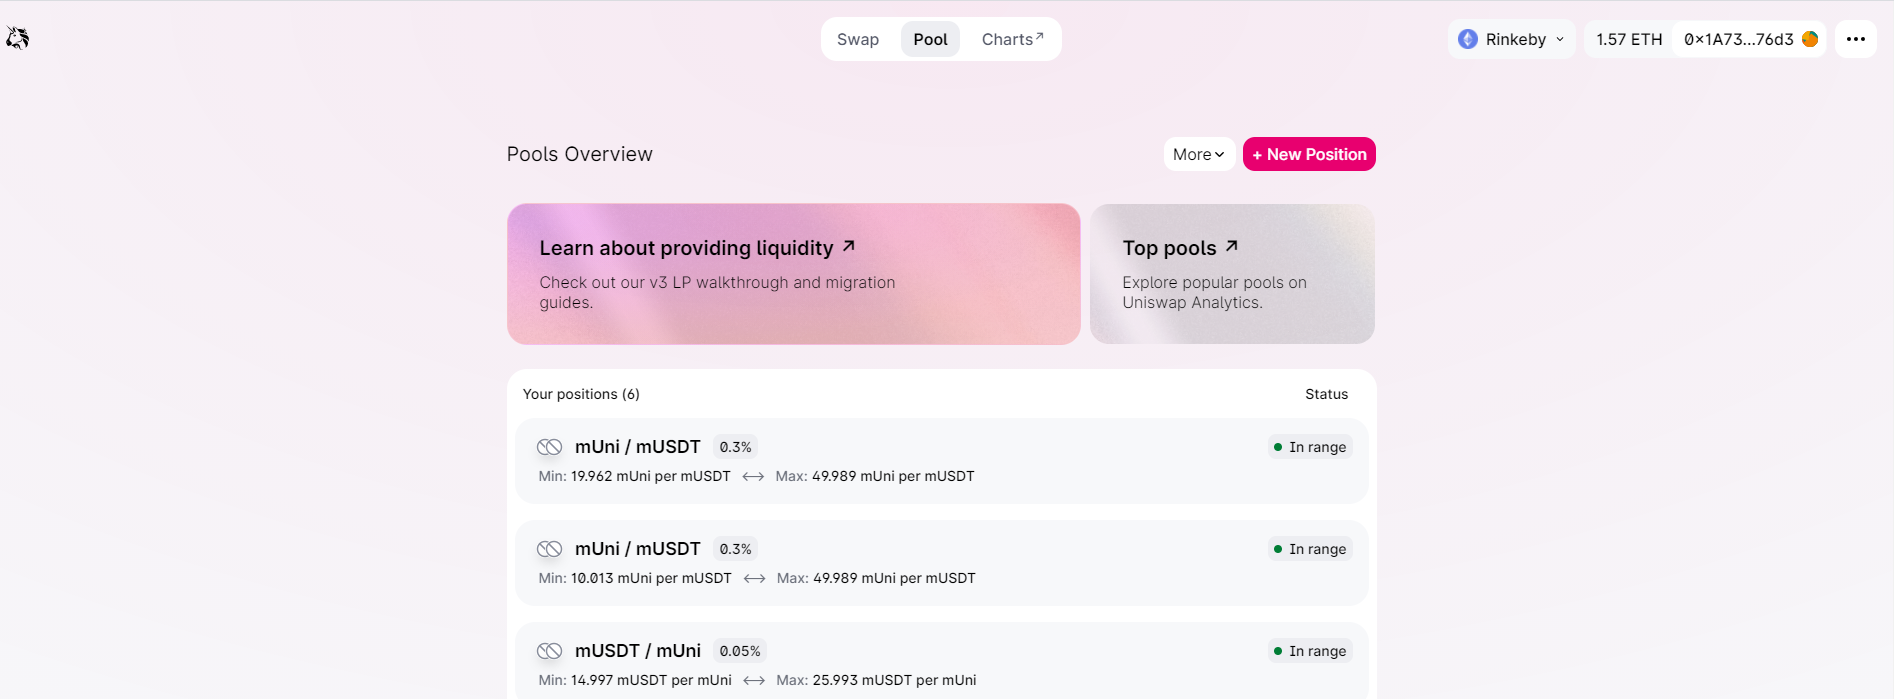 Swap
Pool
Charts↗
Rinkeby
1.57 ETH
0x1A73...76d3
Pools Overview
More
+ New Position
Learn about providing liquidity ↗
Check out our v3 LP walkthrough and migration
guides.
Top pools ↗
Explore popular pools on
Uniswap Analytics.
Your positions (6)
Status
mUni / mUSDT 0.3%
In range
Min: 19.962 mUni per mUSDT ⟷ Max: 49.989 mUni per mUSDT
mUni / mUSDT 0.3%
In range
Min: 10.013 mUni per mUSDT ⟷ Max: 49.989 mUni per mUSDT
mUSDT / mUni 0.05%
In range
Min: 14.997 mUSDT per mUni ⟷ Max: 25.993 mUSDT per mUni